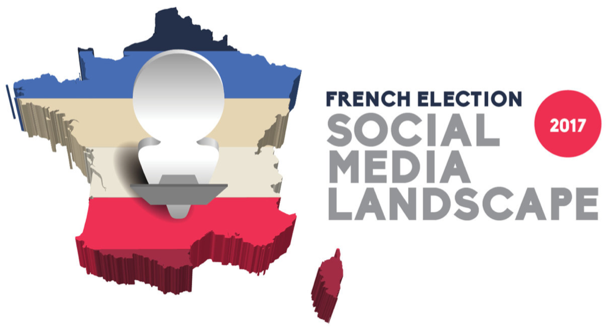 FRENCH ELECTION
SOCIAL
MEDIA
LANDSCAPE
2017